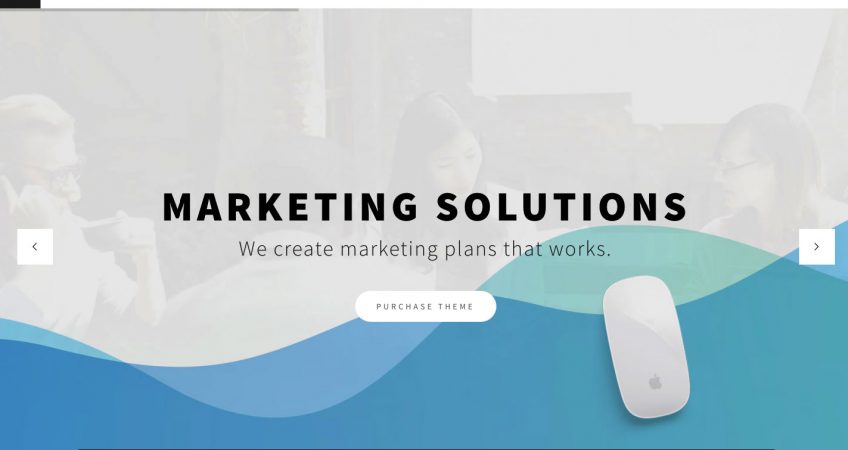 MARKETING SOLUTIONS
We create marketing plans that works.
PURCHASE THEME